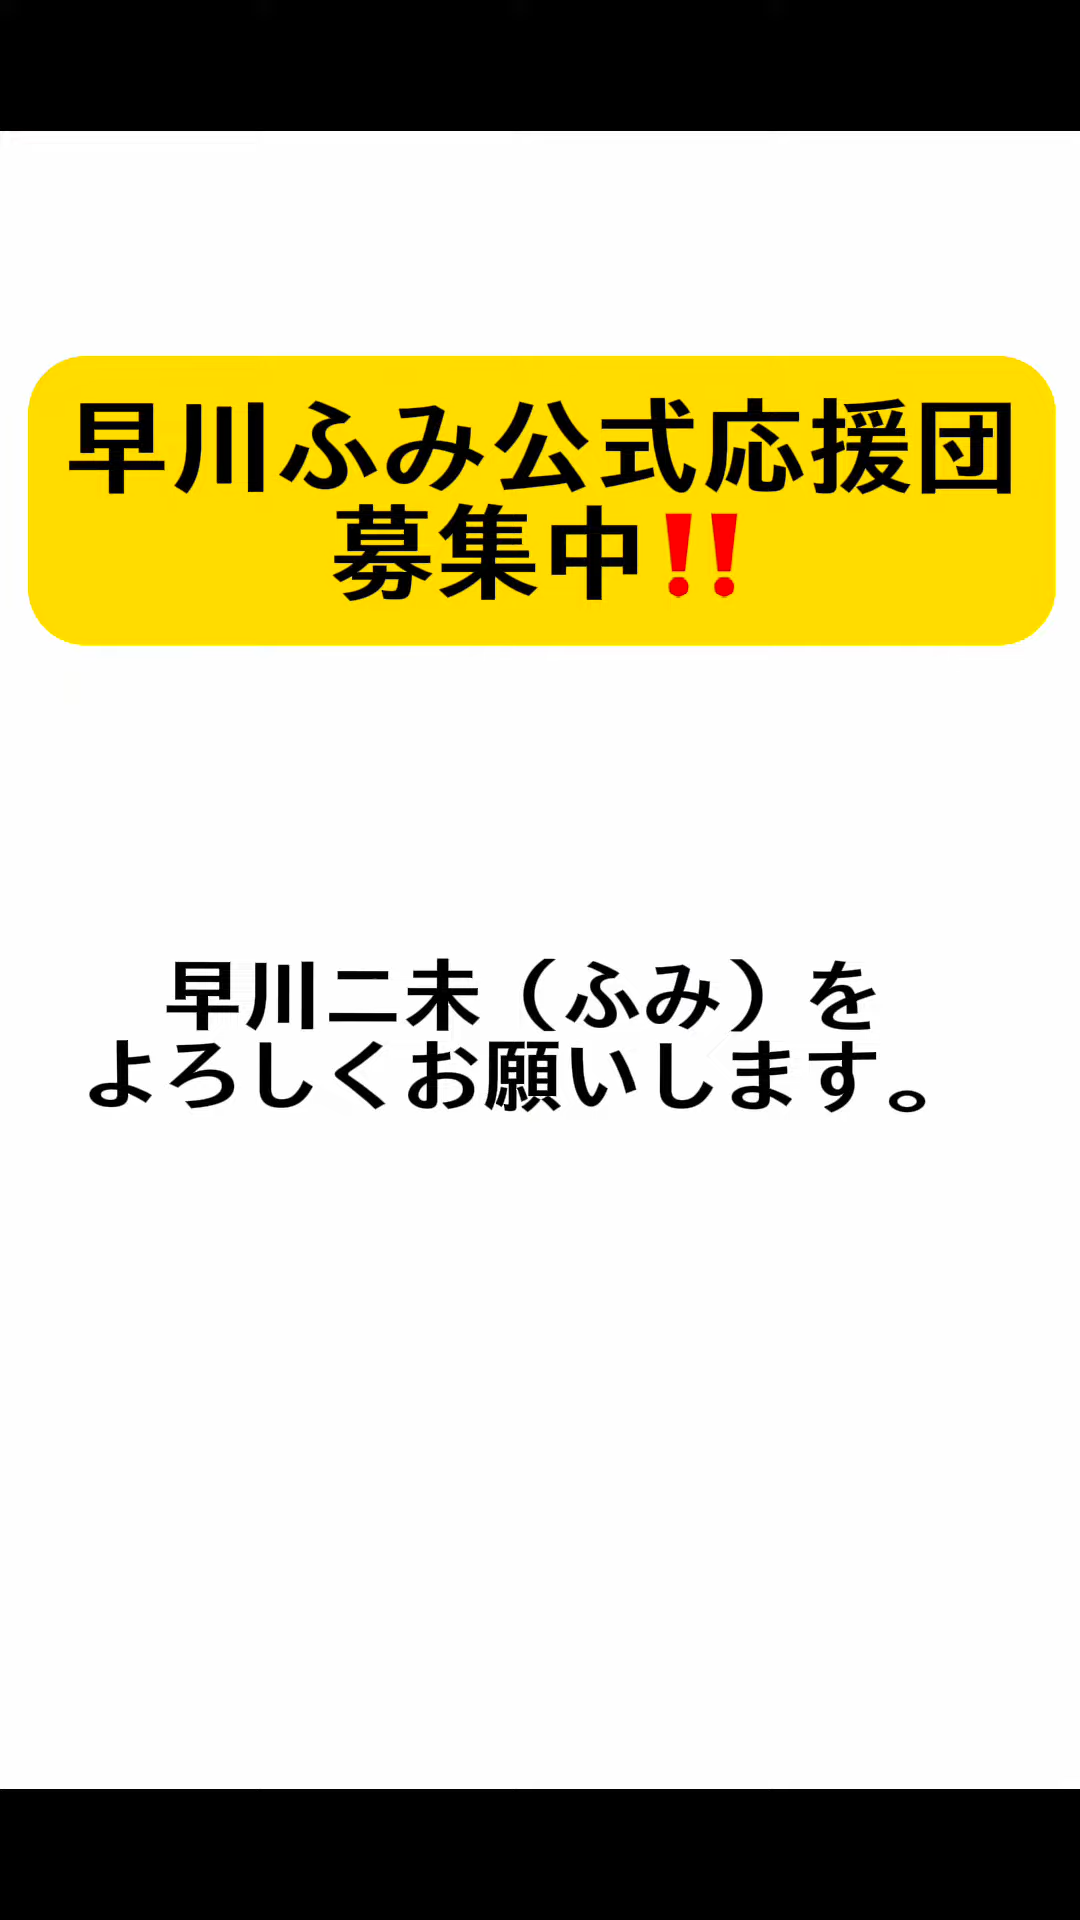 早川ふみ公式応援団
募集中‼
早川二未（ふみ）を
よろしくお願いします。